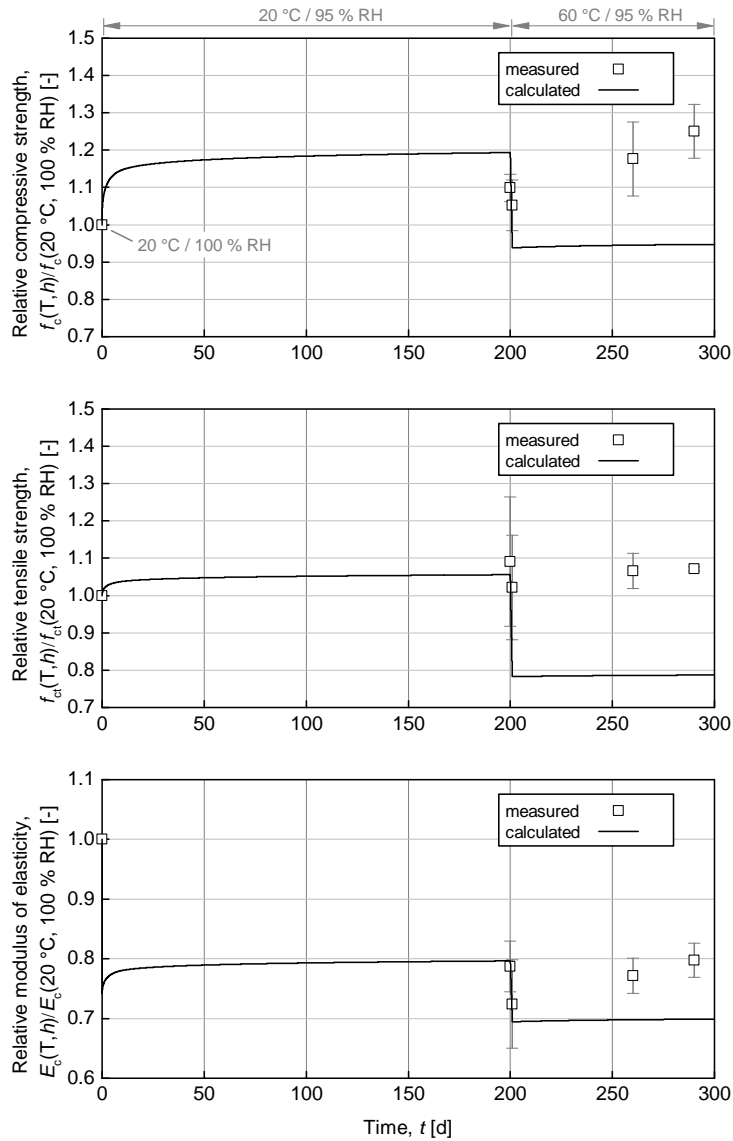 20 °C / 95 % RH
60 °C / 95 % RH
Relative compressive strength,
f_c(T,h)/f_c(20 °C, 100 % RH) [-]
1.5
1.4
1.3
1.2
1.1
1.0
0.9
0.8
0.7
measured
calculated
20 °C / 100 % RH
0
50
100
150
200
250
300
Relative tensile strength,
f_ct(T,h)/f_ct(20 °C, 100 % RH) [-]
1.5
1.4
1.3
1.2
1.1
1.0
0.9
0.8
0.7
measured
calculated
0
50
100
150
200
250
300
Relative modulus of elasticity,
E_c(T,h)/E_c(20 °C, 100 % RH) [-]
1.1
1.0
0.9
0.8
0.7
0.6
measured
calculated
0
50
100
150
200
250
300
Time, t [d]